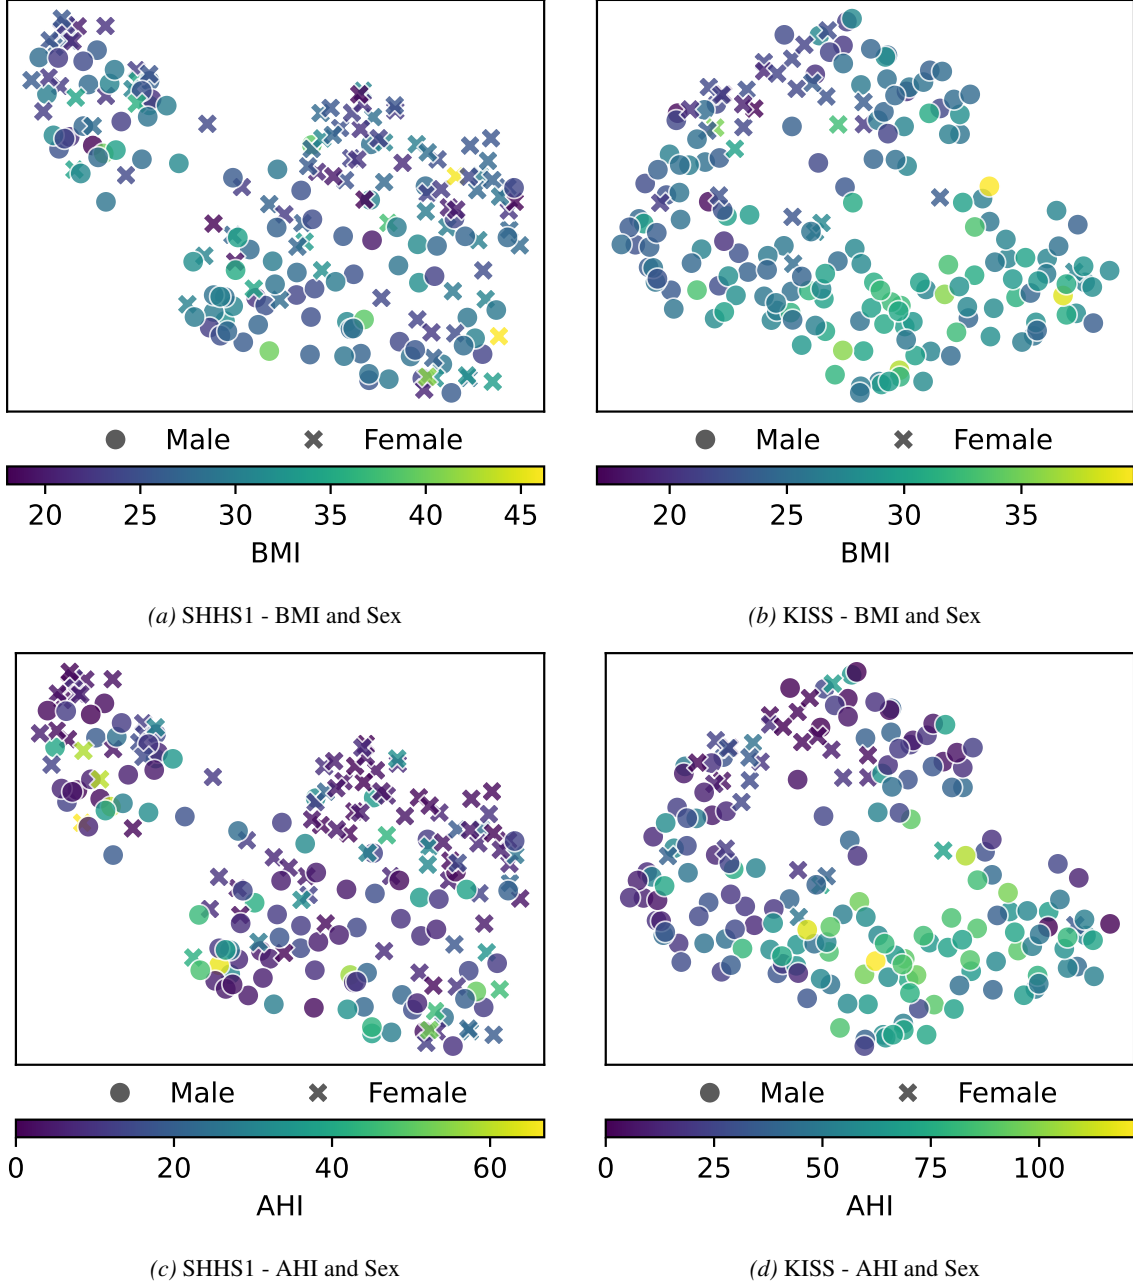 Male Female
Male Female
20 25 30 35 40 45
20 25 30 35
BMI
BMI
(a) SHHS1 - BMI and Sex
(b) KISS - BMI and Sex
Male Female
Male Female
0 20 40 60
0 25 50 75 100
AHI
AHI
(c) SHHS1 - AHI and Sex
(d) KISS - AHI and Sex